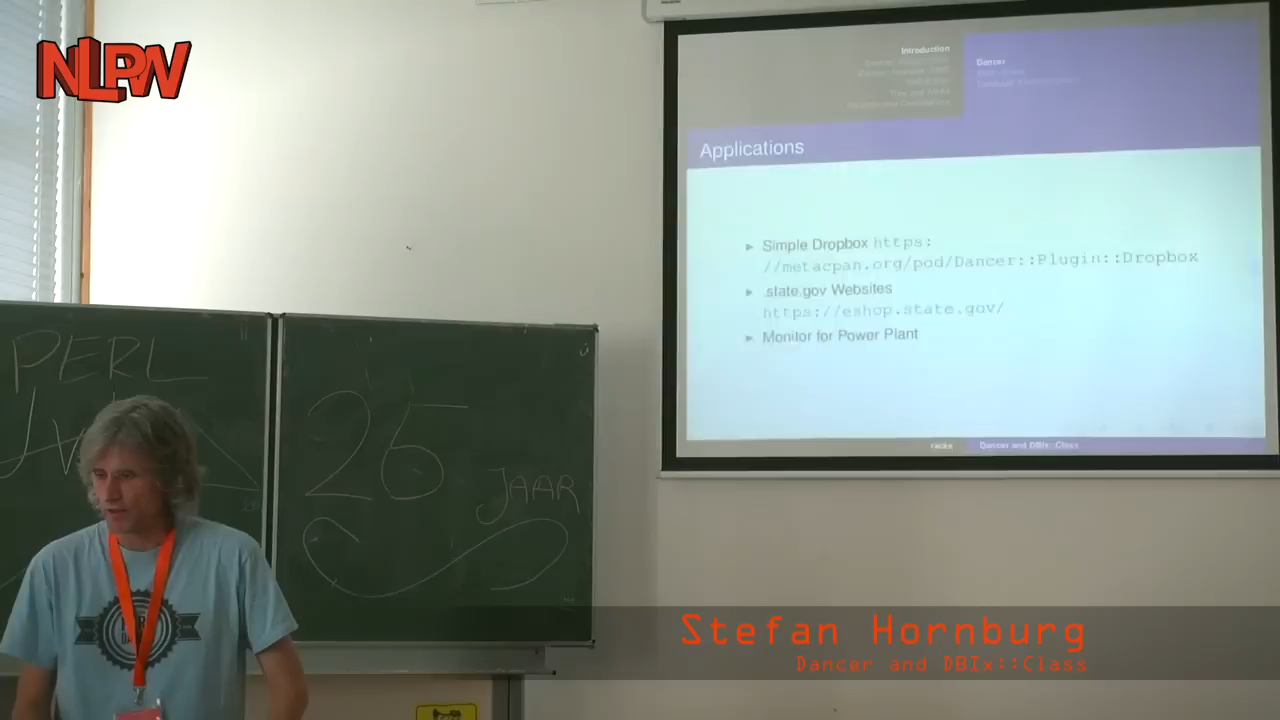 NLPW
Introduction
Dancer
Applications
▶ Simple Dropbox https:
//metacpan.org/pod/Dancer::Plugin::Dropbox
▶ .state.gov Websites
https://eshop.state.gov/
▶ Monitor for Power Plant
racke
Dancer and DBIx::Class
PERL
25
JAAR
Stefan Hornburg
Dancer and DBIx::Class